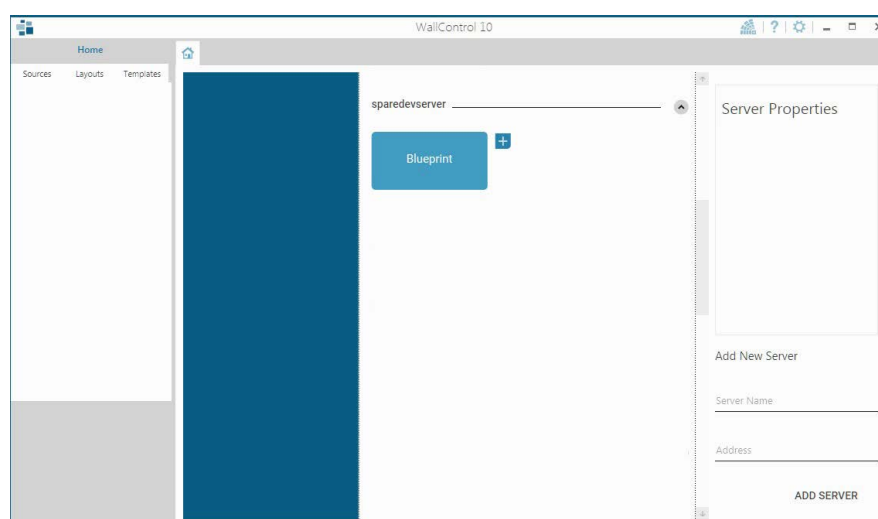 WallControl 10
?
Home
Sources Layouts Templates
sparedevserver
Blueprint
+
Server Properties
Add New Server
Server Name
Address
ADD SERVER